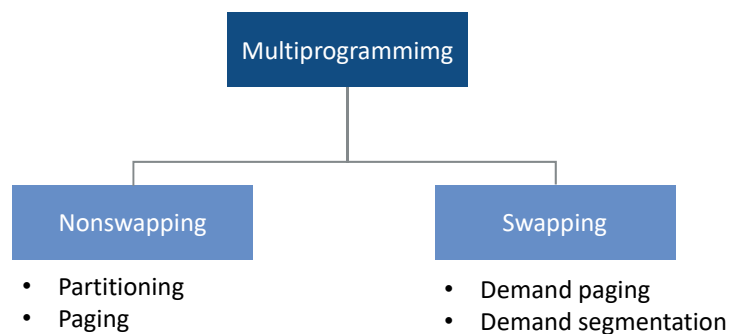 Multiprogrammimg
Nonswapping
Swapping
• Partitioning
• Paging
• Demand paging
• Demand segmentation